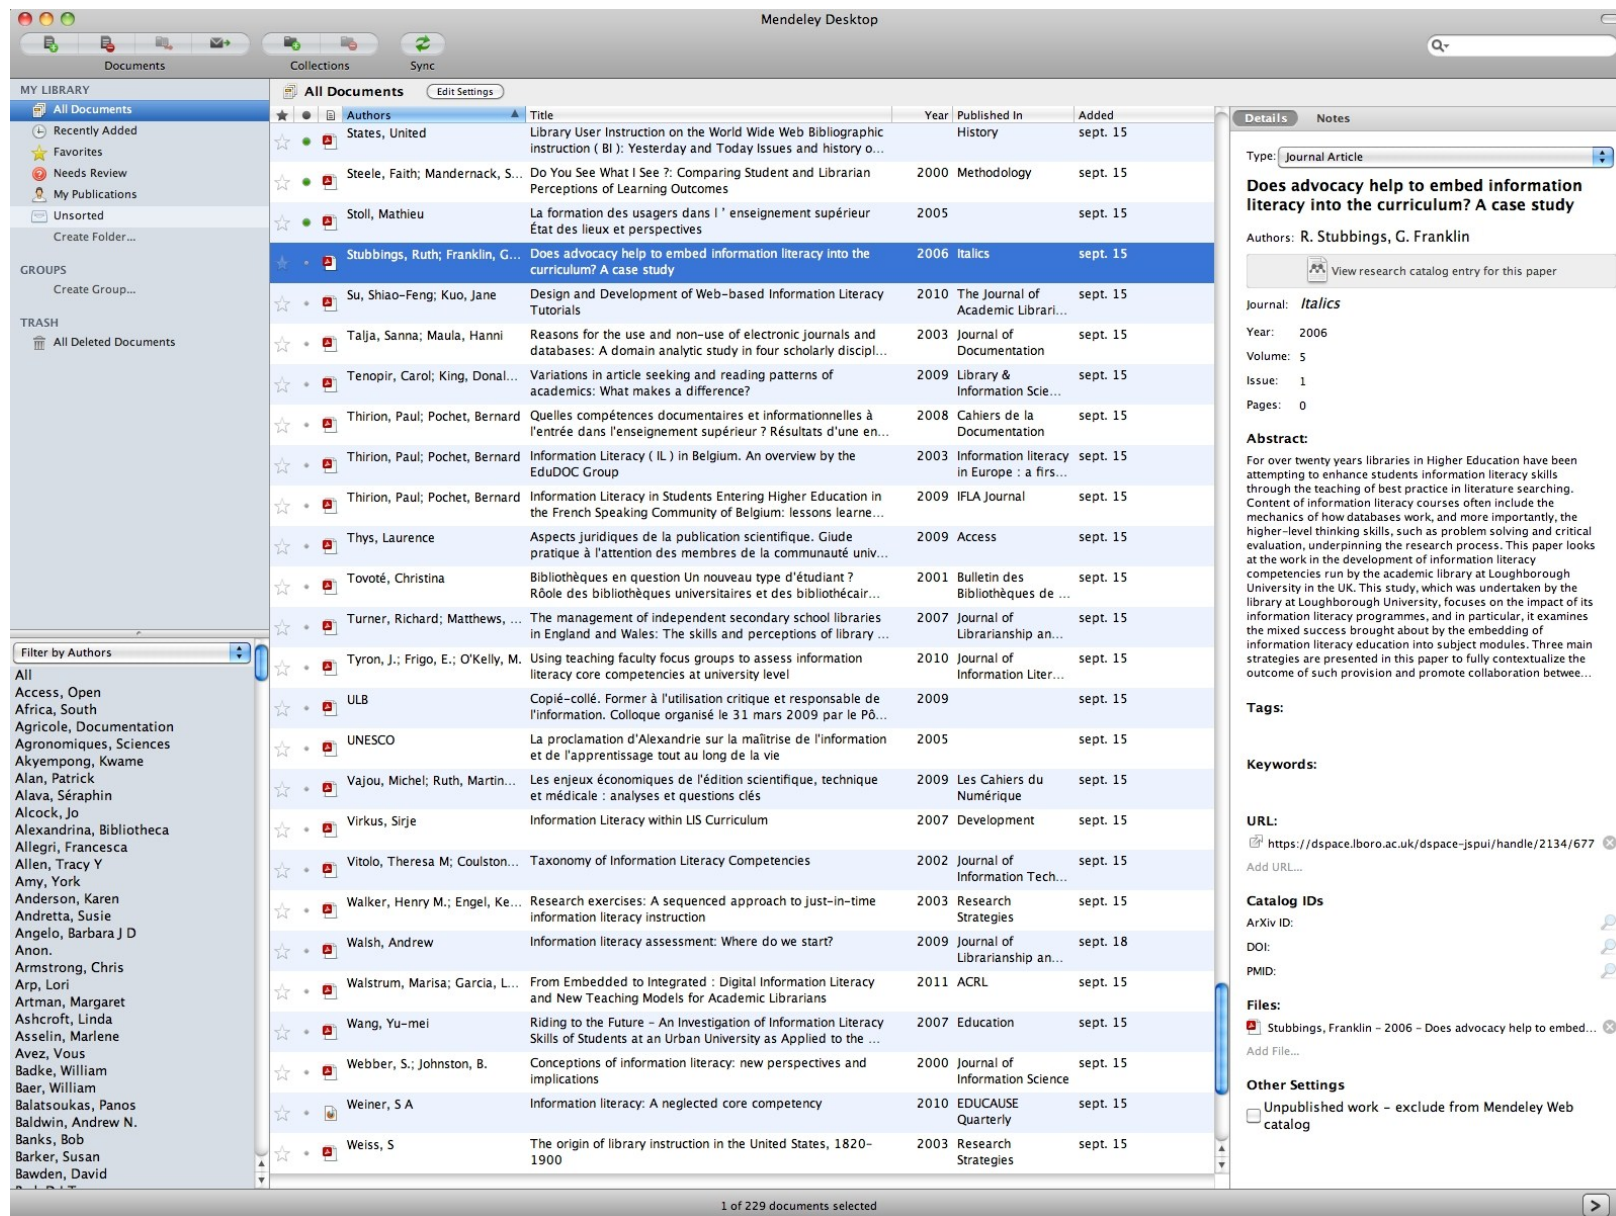 Mendeley Desktop
Documents
Collections
Sync
MY LIBRARY
All Documents
Recently Added
Favorites
Needs Review
My Publications
Unsorted
Create Folder...
GROUPS
Create Group...
TRASH
All Deleted Documents
Filter by Authors
All
Access, Open
Africa, South
Agricole, Documentation
Agronomiques, Sciences
Akyempong, Kwame
Alan, Patrick
Alava, Séraphin
Alcock, Jo
Alexandrina, Bibliotheca
Allegri, Francesca
Allen, Tracy Y
Amy, York
Anderson, Karen
Andretta, Susie
Angelo, Barbara J D
Anon.
Armstrong, Chris
Arp, Lori
Artman, Margaret
Ashcroft, Linda
Asselin, Marlene
Avez, Vous
Badke, William
Baer, William
Balatsoukas, Panos
Baldwin, Andrew N.
Banks, Bob
Barker, Susan
Bawden, David
All Documents Edit Settings
Authors Title Year Published In Added
States, United Library User Instruction on the World Wide Web Bibliographic History sept. 15
instruction ( BI ): Yesterday and Today Issues and history o...
Steele, Faith; Mandernack, S... Do You See What I See ?: Comparing Student and Librarian 2000 Methodology sept. 15
Perceptions of Learning Outcomes
Stoll, Mathieu La formation des usagers dans l ' enseignement supérieur 2005 sept. 15
État des lieux et perspectives
Stubbings, Ruth; Franklin, G... Does advocacy help to embed information literacy into the 2006 Italics sept. 15
curriculum? A case study
Su, Shiao-Feng; Kuo, Jane Design and Development of Web-based Information Literacy 2010 The Journal of sept. 15
Tutorials Academic Librari...
Talja, Sanna; Maula, Hanni Reasons for the use and non-use of electronic journals and 2003 Journal of sept. 15
databases: A domain analytic study in four scholarly discipl... Documentation
Tenopir, Carol; King, Donal... Variations in article seeking and reading patterns of 2009 Library & sept. 15
academics: What makes a difference? Information Scie...
Thirion, Paul; Pochet, Bernard Quelles compétences documentaires et informationnelles à 2008 Cahiers de la sept. 15
l'entrée dans l'enseignement supérieur ? Résultats d'une en... Documentation
Thirion, Paul; Pochet, Bernard Information Literacy ( IL ) in Belgium. An overview by the 2003 Information literacy sept. 15
EduDOC Group in Europe : a firs...
Thirion, Paul; Pochet, Bernard Information Literacy in Students Entering Higher Education in 2009 IFLA Journal sept. 15
the French Speaking Community of Belgium: lessons learne...
Thys, Laurence Aspects juridiques de la publication scientifique. Giude 2009 Access sept. 15
pratique à l'attention des membres de la communauté univ...
Tovoté, Christina Bibliothèques en question Un nouveau type d'étudiant ? 2001 Bulletin des sept. 15
Rôole des bibliothèques universitaires et des bibliothécair... Bibliothèques de ...
Turner, Richard; Matthews, ... The management of independent secondary school libraries 2007 Journal of sept. 15
in England and Wales: The skills and perceptions of library ... Librarianship an...
Tyron, J.; Frigo, E.; O'Kelly, M. Using teaching faculty focus groups to assess information 2010 Journal of sept. 15
literacy core competencies at university level Information Liter...
ULB Copié-collé. Former à l'utilisation critique et responsable de 2009 sept. 15
l'information. Colloque organisé le 31 mars 2009 par le Pô...
UNESCO La proclamation d'Alexandrie sur la maîtrise de l'information 2005 sept. 15
et de l'apprentissage tout au long de la vie
Vajou, Michel; Ruth, Martin... Les enjeux économiques de l'édition scientifique, technique 2009 Les Cahiers du sept. 15
et médicale : analyses et questions clés Numérique
Virkus, Sirje Information Literacy within LIS Curriculum 2007 Development sept. 15
Vitolo, Theresa M; Coulston... Taxonomy of Information Literacy Competencies 2002 Journal of sept. 15
Information Tech...
Walker, Henry M.; Engel, Ke... Research exercises: A sequenced approach to just-in-time 2003 Research sept. 15
information literacy instruction Strategies
Walsh, Andrew Information literacy assessment: Where do we start? 2009 Journal of sept. 18
Librarianship an...
Walstrum, Marisa; Garcia, L... From Embedded to Integrated : Digital Information Literacy 2011 ACRL sept. 15
and New Teaching Models for Academic Librarians
Wang, Yu-mei Riding to the Future - An Investigation of Information Literacy 2007 Education sept. 15
Skills of Students at an Urban University as Applied to the ...
Webber, S.; Johnston, B. Conceptions of information literacy: new perspectives and 2000 Journal of sept. 15
implications Information Science
Weiner, S A Information literacy: A neglected core competency 2010 EDUCAUSE sept. 15
Quarterly
Weiss, S The origin of library instruction in the United States, 1820- 2003 Research sept. 15
1900 Strategies
Details Notes
Type: Journal Article
Does advocacy help to embed information
literacy into the curriculum? A case study
Authors: R. Stubbings, G. Franklin
View research catalog entry for this paper
Journal: Italics
Year: 2006
Volume: 5
Issue: 1
Pages: 0
Abstract:
For over twenty years libraries in Higher Education have been
attempting to enhance students information literacy skills
through the teaching of best practice in literature searching.
Content of information literacy courses often include the
mechanics of how databases work, and more importantly, the
higher-level thinking skills, such as problem solving and critical
evaluation, underpinning the research process. This paper looks
at the work in the development of information literacy
competencies run by the academic library at Loughborough
University in the UK. This study, which was undertaken by the
library at Loughborough University, focuses on the impact of its
information literacy programmes, and in particular, it examines
the mixed success brought about by the embedding of
information literacy education into subject modules. Three main
strategies are presented in this paper to fully contextualize the
outcome of such provision and promote collaboration betwee...
Tags:
Keywords:
URL:
https://dspace.lboro.ac.uk/dspace-jspui/handle/2134/677
Add URL...
Catalog IDs
ArXiv ID:
DOI:
PMID:
Files:
Stubbings, Franklin - 2006 - Does advocacy help to embed...
Add File...
Other Settings
Unpublished work - exclude from Mendeley Web
catalog
1 of 229 documents selected